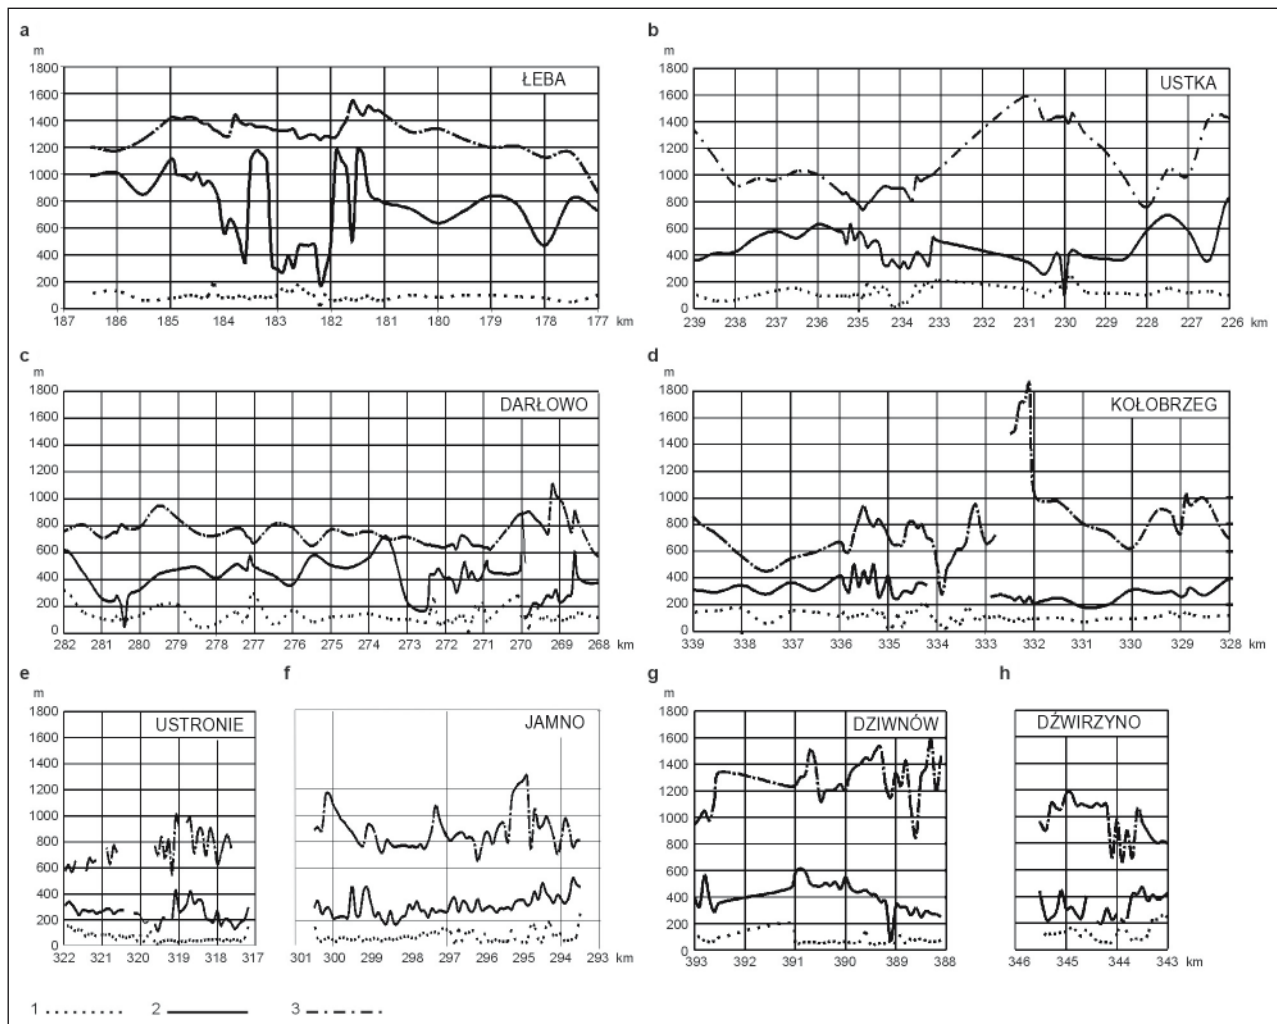 a
m
ŁEBA
1800
1600
1400
1200
1000
800
600
400
200
0
187 186 185 184 183 182 181 180 179 178 177 km
b
m
USTKA
1800
1600
1400
1200
1000
800
600
400
200
0
239 238 237 236 235 234 233 232 231 230 229 228 227 226 km
c
m
DARŁOWO
1800
1600
1400
1200
1000
800
600
400
200
0
282 281 280 279 278 277 276 275 274 273 272 271 270 269 268 km
d
m
KOŁOBRZEG
1800
1600
1400
1200
1000
800
600
400
200
0
339 338 337 336 335 334 333 332 331 330 329 328 km
e
m
USTRONIE
1800
1600
1400
1200
1000
800
600
400
200
0
322 321 320 319 318 317
f
JAMNO
301 300 299 298 297 296 295 294 293 km
g
m
DZIWNÓW
1800
1600
1400
1200
1000
800
600
400
200
0
393 392 391 390 389 388
h
DŹWIRZYNO
346 345 344 343 km
1 2 3